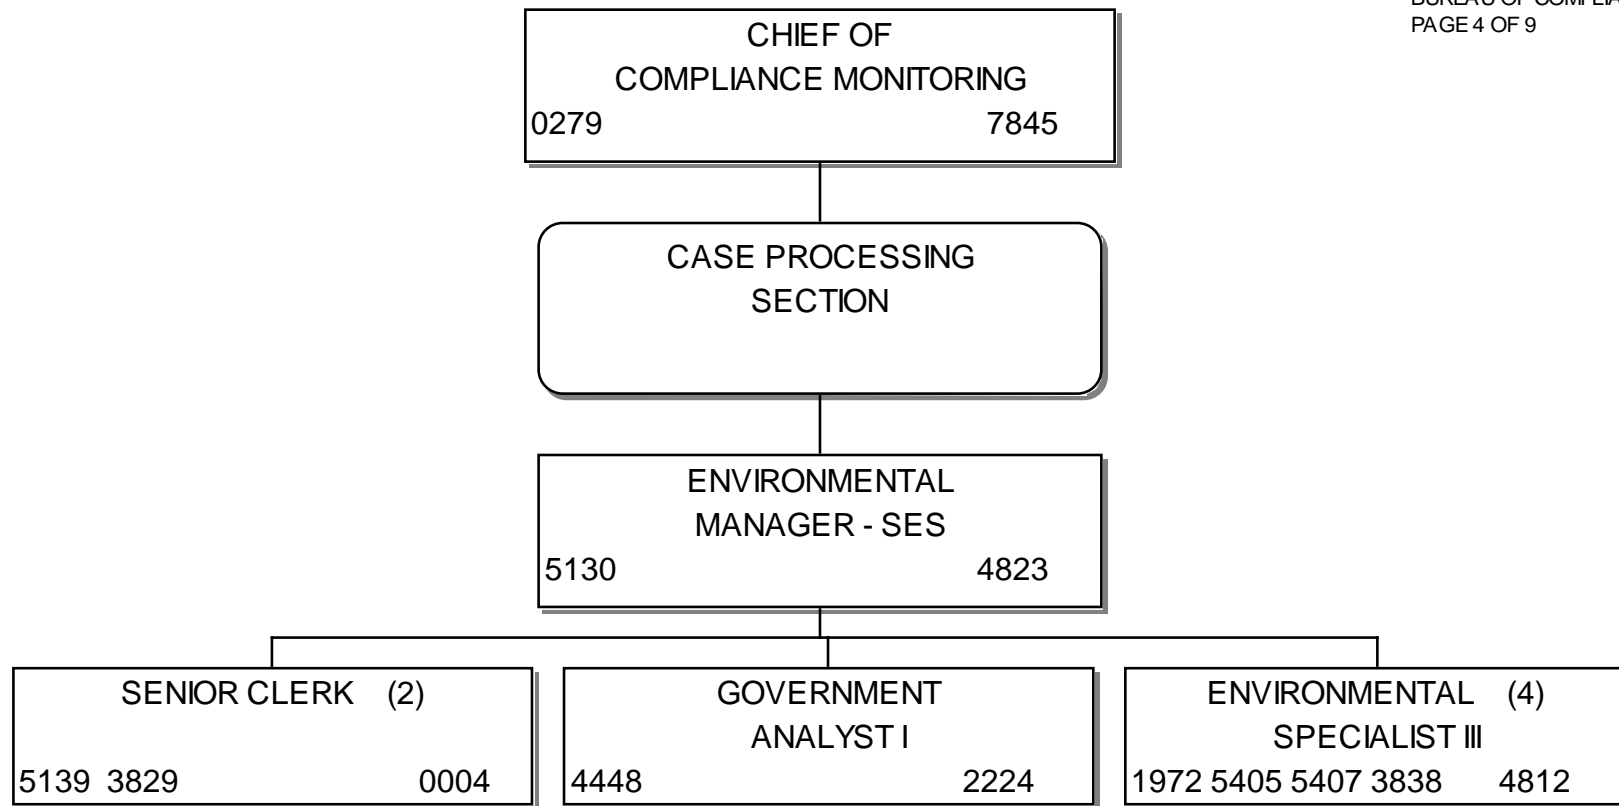 PAGE 4 OF 9
CHIEF OF
COMPLIANCE MONITORING
0279 7845
CASE PROCESSING
SECTION
ENVIRONMENTAL
MANAGER - SES
5130 4823
SENIOR CLERK (2)
5139 3829 0004
GOVERNMENT
ANALYST I
4448 2224
ENVIRONMENTAL (4)
SPECIALIST III
1972 5405 5407 3838 4812